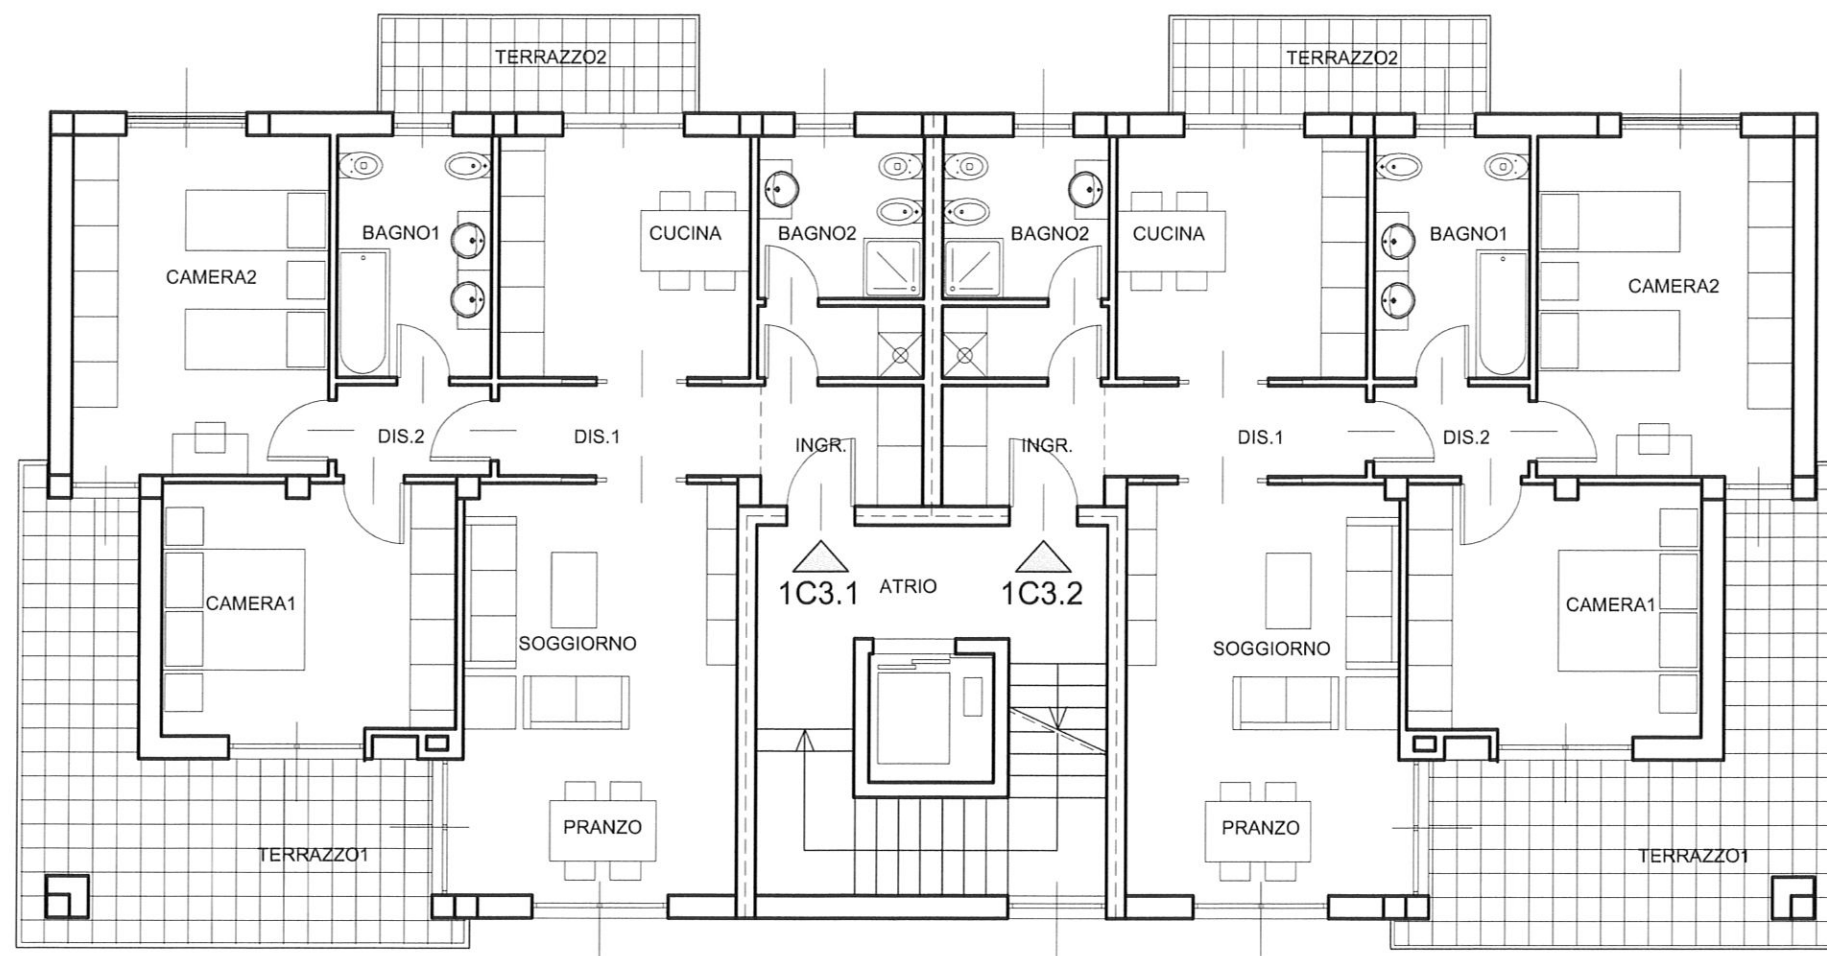 TERRAZZO2 TERRAZZO2
BAGNO1 CUCINA BAGNO2 BAGNO2 CUCINA BAGNO1
CAMERA2 CAMERA2
DIS.2 DIS.1 INGR. INGR. DIS.1 DIS.2
1C3.1 ATRIO 1C3.2
CAMERA1 CAMERA1
SOGGIORNO SOGGIORNO
PRANZO PRANZO
TERRAZZO1 TERRAZZO1